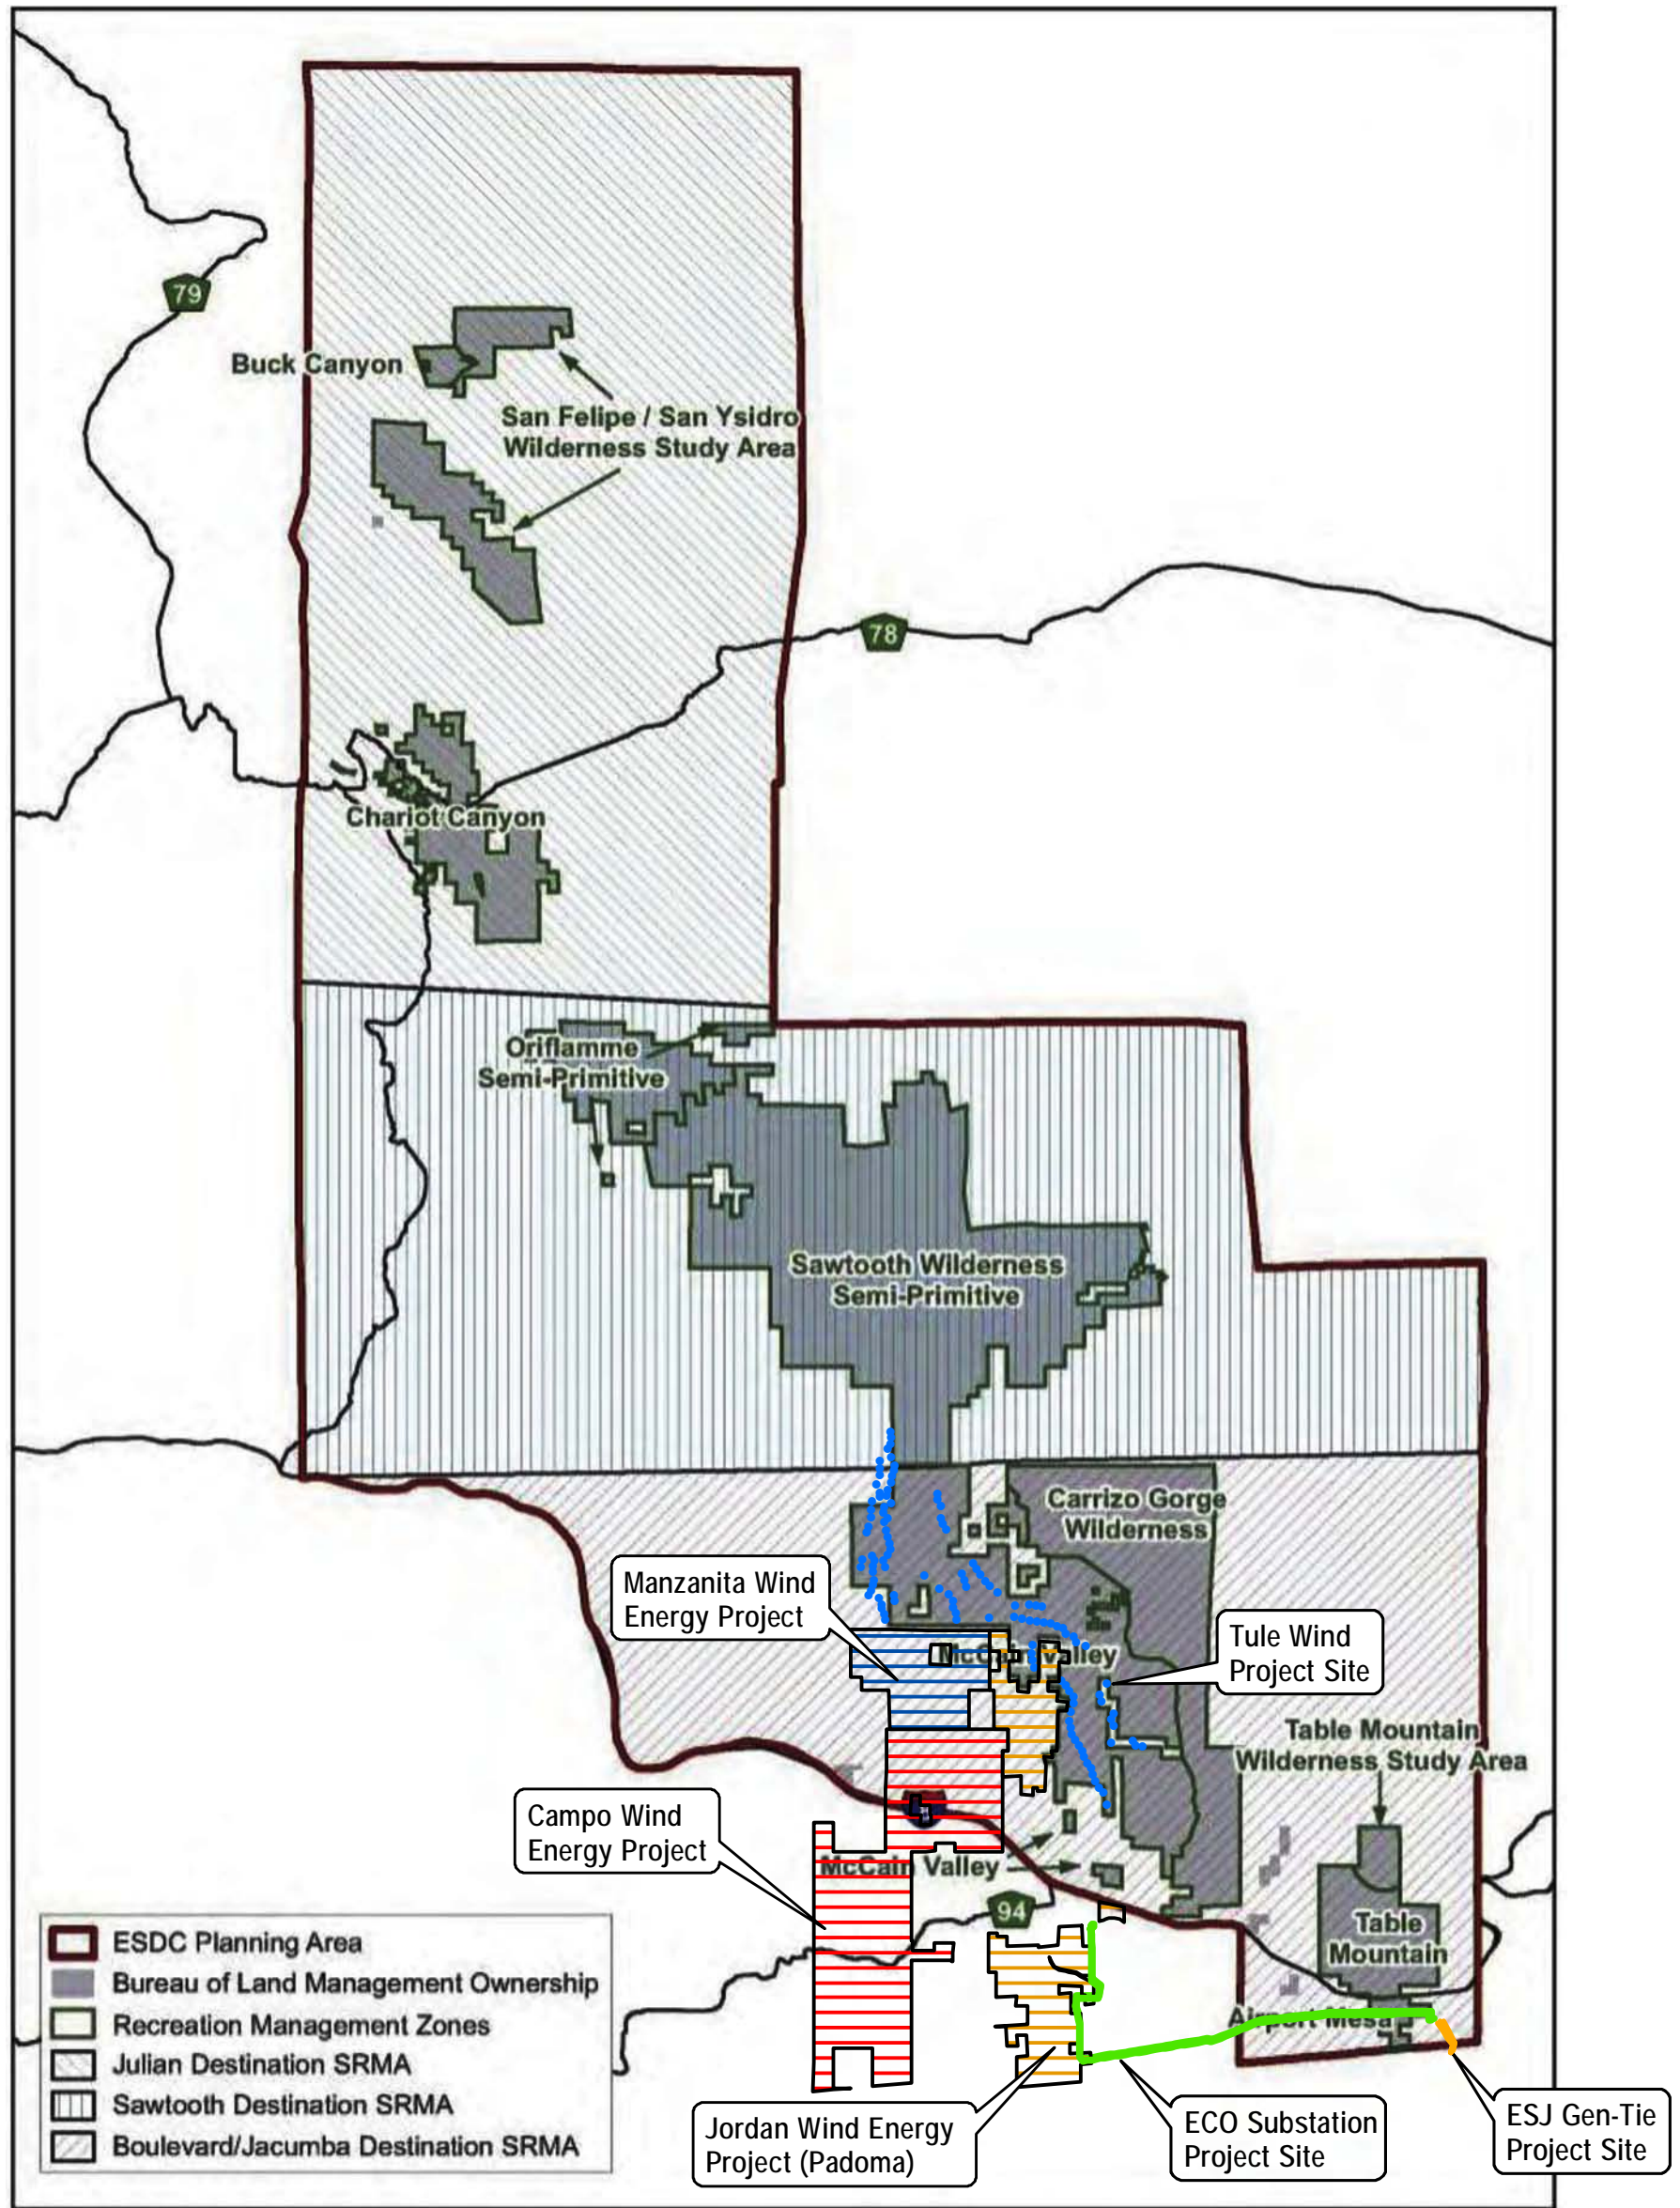 79
Buck Canyon
San Felipe / San Ysidro
Wilderness Study Area
78
Chariot Canyon
Oriflamme
Semi-Primitive
Sawtooth Wilderness
Semi-Primitive
Carrizo Gorge
Wilderness
Manzanita Wind
Energy Project
McCain Valley
Tule Wind
Project Site
Table Mountain
Wilderness Study Area
Campo Wind
Energy Project
McCain Valley
94
Table
Mountain
Airport Mesa
ESDC Planning Area
Bureau of Land Management Ownership
Recreation Management Zones
Julian Destination SRMA
Sawtooth Destination SRMA
Boulevard/Jacumba Destination SRMA
Jordan Wind Energy
Project (Padoma)
ECO Substation
Project Site
ESJ Gen-Tie
Project Site